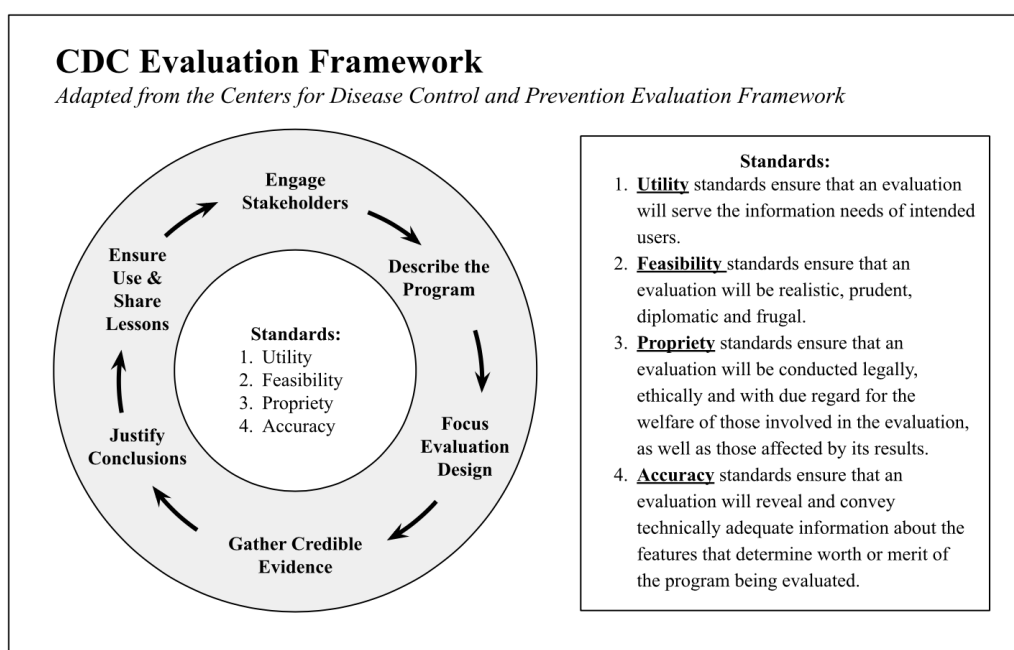 CDC Evaluation Framework
Adapted from the Centers for Disease Control and Prevention Evaluation Framework
Engage
Stakeholders
Describe the
Program
Focus
Evaluation
Design
Gather Credible
Evidence
Justify
Conclusions
Ensure
Use &
Share
Lessons
Standards:
1. Utility
2. Feasibility
3. Propriety
4. Accuracy
Standards:
1. Utility standards ensure that an evaluation
will serve the information needs of intended
users.
2. Feasibility standards ensure that an
evaluation will be realistic, prudent,
diplomatic and frugal.
3. Propriety standards ensure that an
evaluation will be conducted legally,
ethically and with due regard for the
welfare of those involved in the evaluation,
as well as those affected by its results.
4. Accuracy standards ensure that an
evaluation will reveal and convey
technically adequate information about the
features that determine worth or merit of
the program being evaluated.